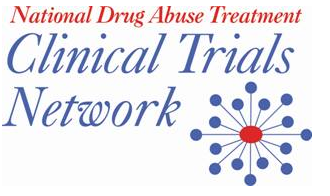 National Drug Abuse Treatment
Clinical Trials
Network